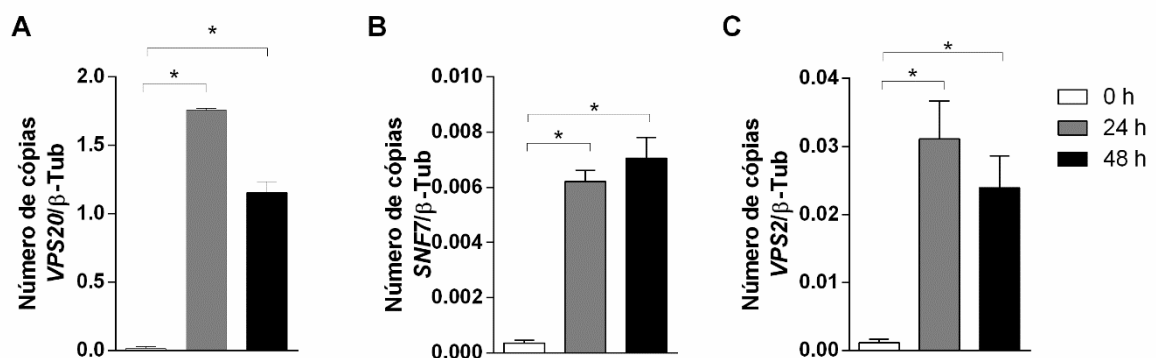 A
*
*
2.0
1.5
1.0
0.5
0.0
Número de cópias
VPS20/β-Tub
B
*
*
0.010
0.008
0.006
0.004
0.002
0.000
Número de cópias
SNF7/β-Tub
C
*
*
0.04
0.03
0.02
0.01
0.00
Número de cópias
VPS2/β-Tub
0 h
24 h
48 h